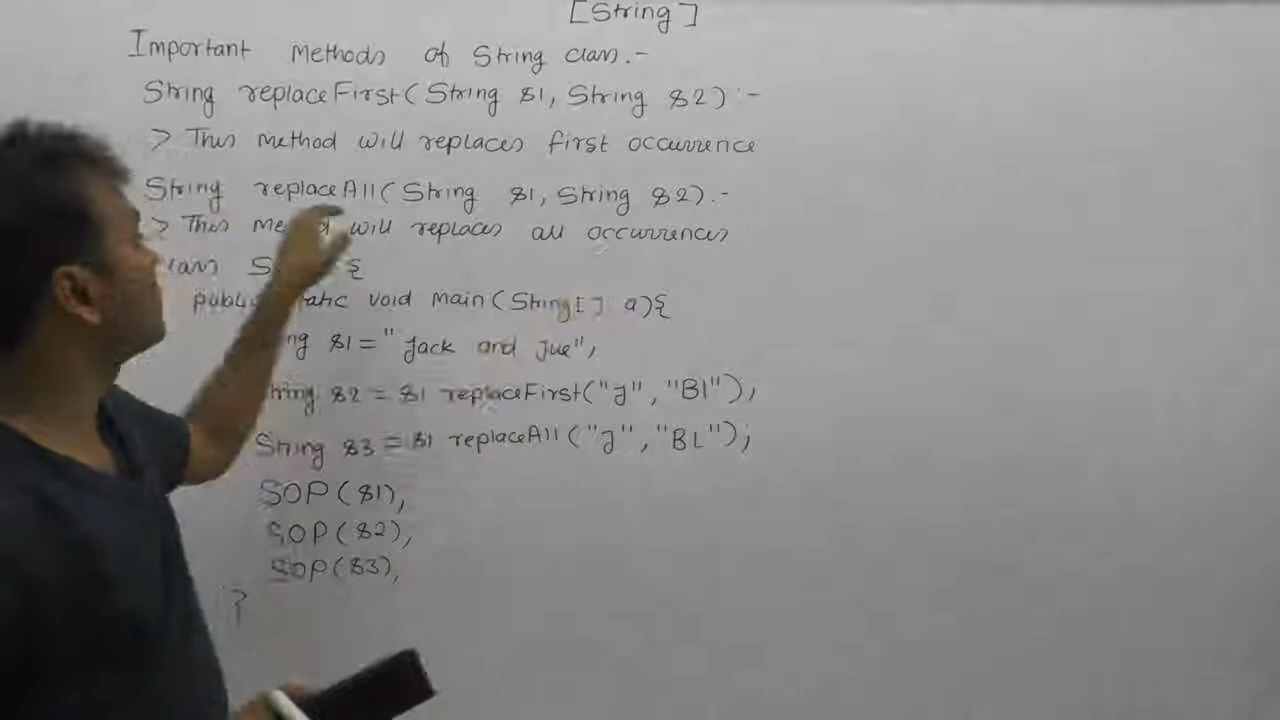 [String]
Important Methods of String class.-
String replaceFirst( String s1, String s2) :-
> This method will replaces first occurrence
String replaceAll( String s1, String s2).-
> This will replaces all occurrences
{
static void main( String[] a){
s1 = "Jack and Jue",
String s2 = s1 replaceFirst("J", "Bl");
String s3 = s1 replaceAll("J", "BL");
SOP(s1),
SOP(s2),
SOP(s3),
}